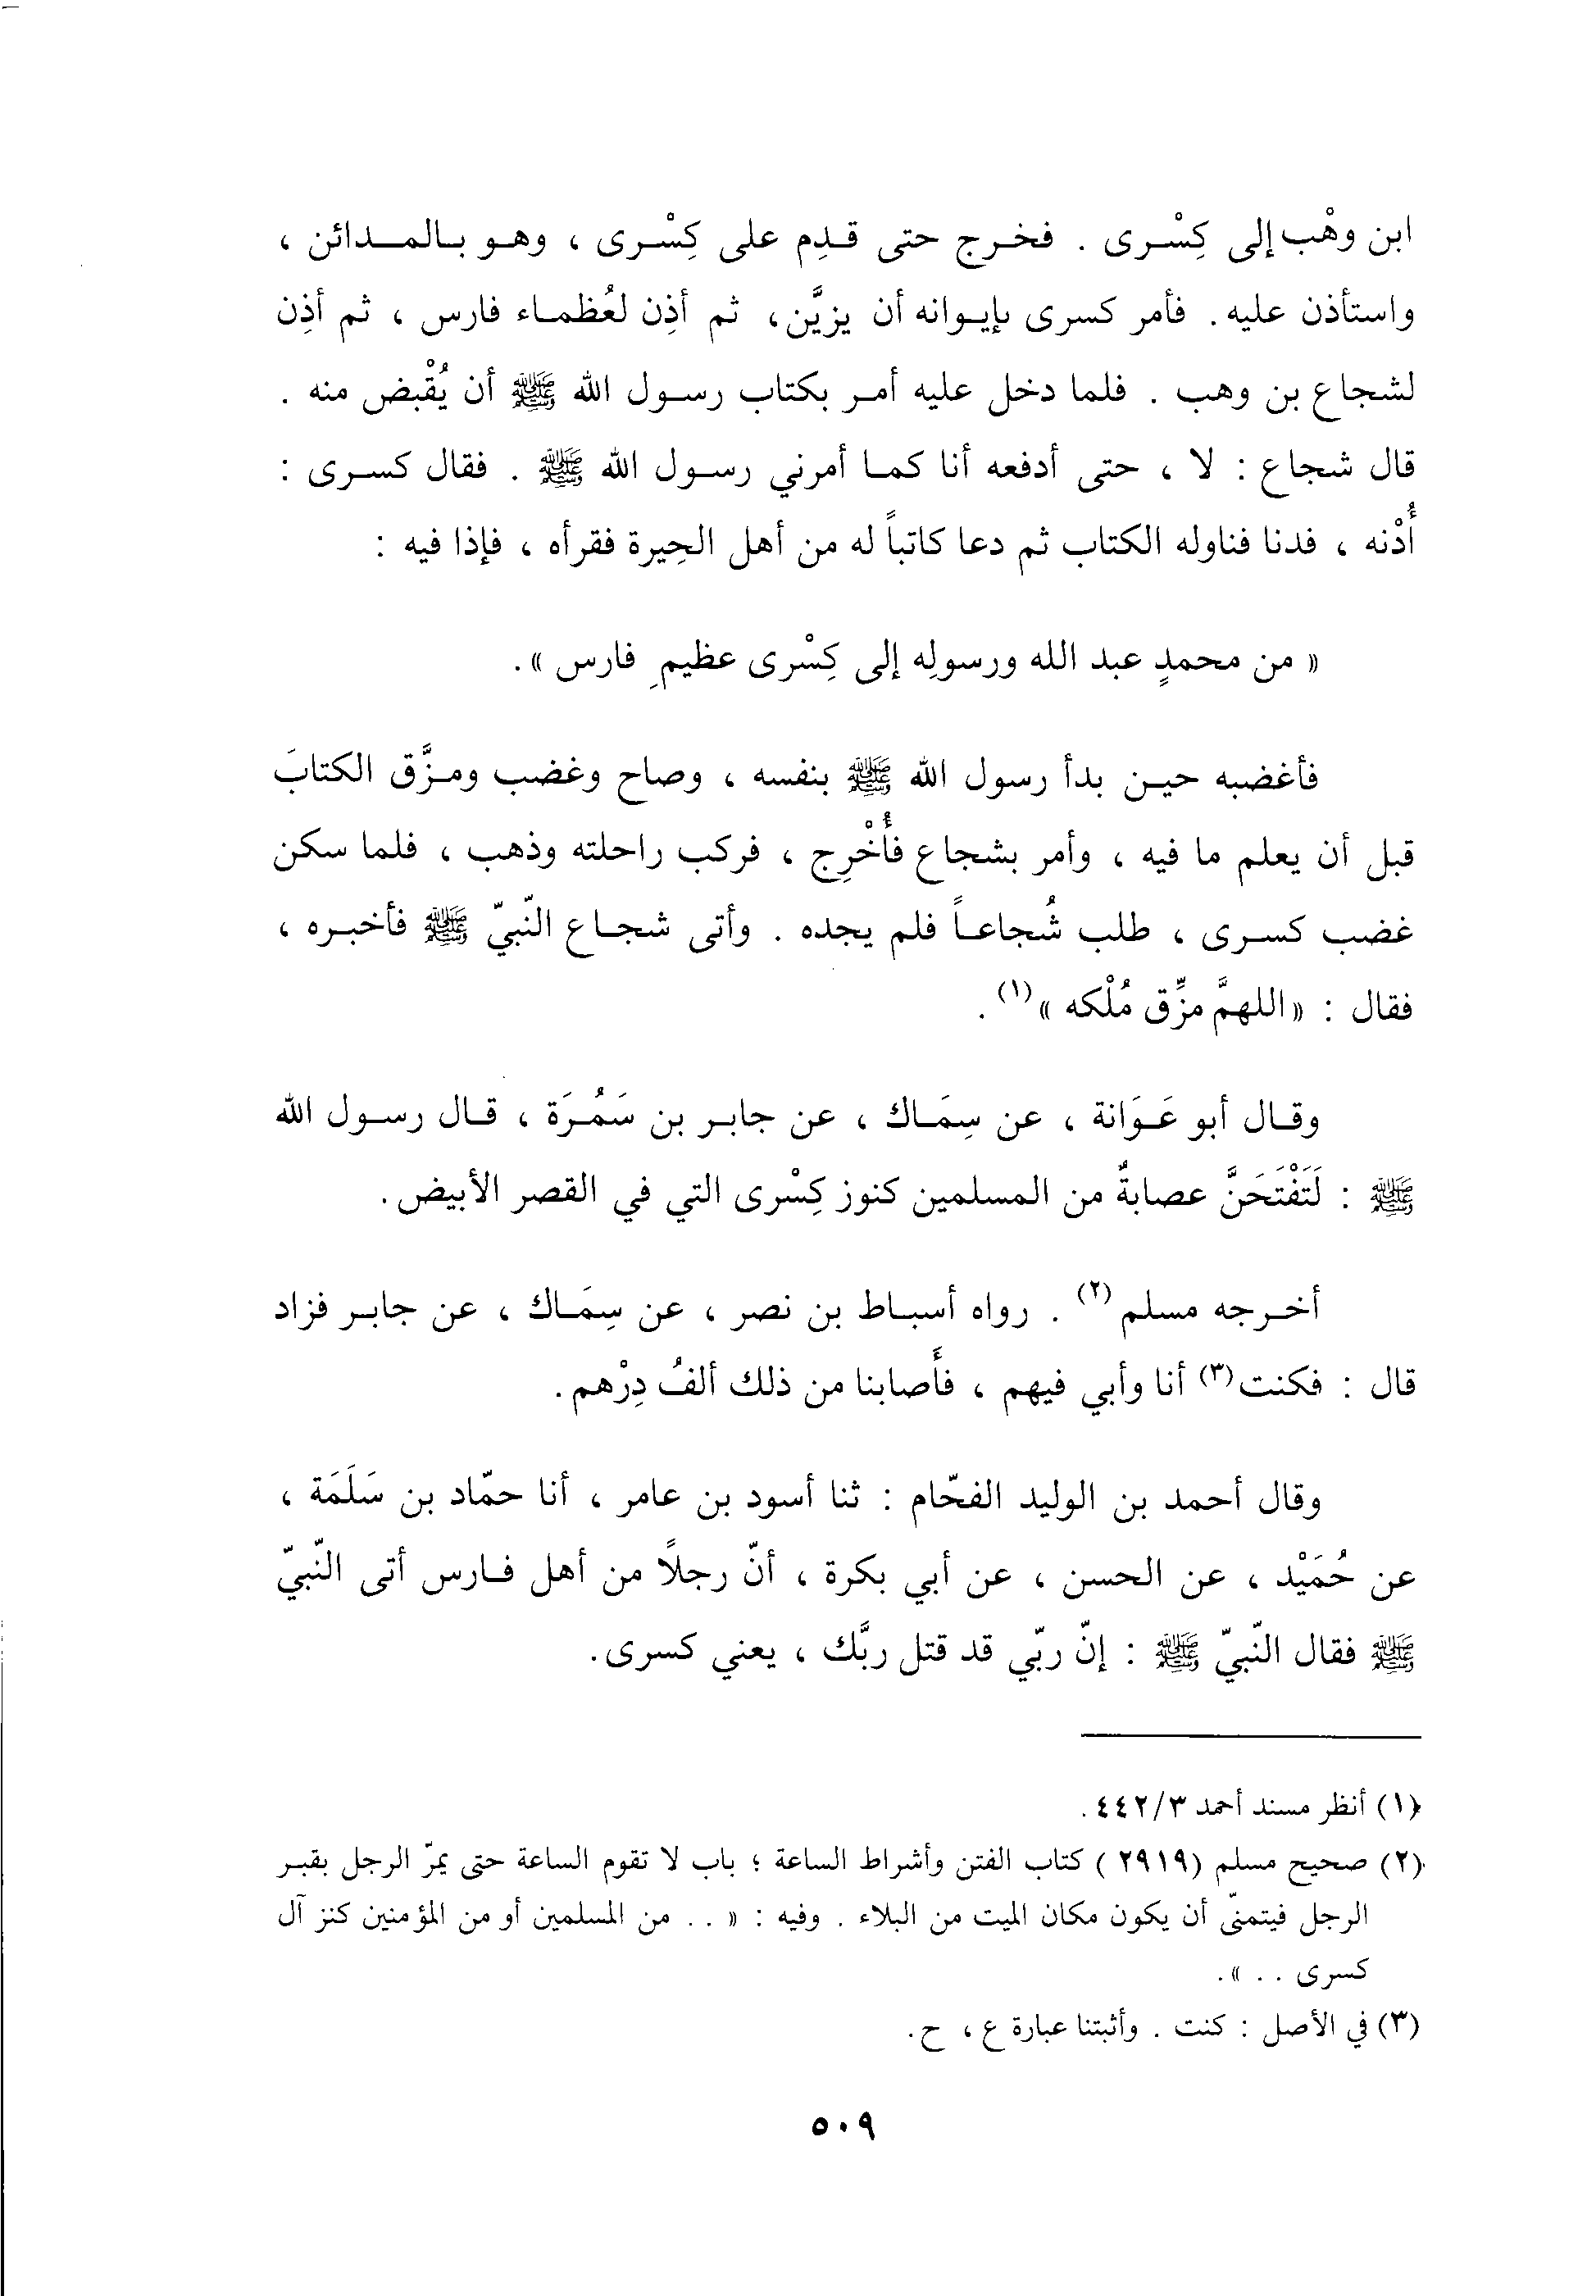 ابن وهْب إلى كِسْرى . فخرج حتى قدِم على كِسْرى ، وهو بالمدائن ،
واستأذن عليه . فأمر كسرى بإيوانه أن يزيَّن، ثم أذِن لعُظماء فارس ، ثم أذِن
لشجاع بن وهب . فلما دخل عليه أمر بكتاب رسول الله ﷺ أن يُقْبض منه .
قال شجاع : لا ، حتى أدفعه أنا كما أمرني رسول الله ﷺ . فقال كسرى :
أُدْنه ، فدنا فناوله الكتاب ثم دعا كاتباً له من أهل الحِيرة فقرأه ، فإذا فيه :
« من محمدٍ عبد الله ورسولِه إلى كِسْرى عظيمِ فارس ».
فأغضبه حين بدأ رسول الله ﷺ بنفسه ، وصاح وغضب ومزَّق الكتابَ
قبل أن يعلم ما فيه ، وأمر بشجاع فأُخْرِج ، فركب راحلته وذهب ، فلما سكن
غضب كسرى ، طلب شُجاعاً فلم يجده . وأتى شجاع النّبيّ ﷺ فأخبره ،
فقال : «اللهمَّ مزِّق مُلْكه »(١) .
وقال أبو عَوَانة ، عن سِمَاك ، عن جابر بن سَمُرَة ، قال رسول الله
ﷺ : لَتَفْتَحَنَّ عصابةٌ من المسلمين كنوز كِسْرى التي في القصر الأبيض.
أخرجه مسلم(٢) . رواه أسباط بن نصر ، عن سِمَاك ، عن جابر فزاد
قال : فكنت(٣) أنا وأبي فيهم ، فأَصابنا من ذلك ألفُ دِرْهم.
وقال أحمد بن الوليد الفحّام : ثنا أسود بن عامر ، أنا حمّاد بن سَلَمَة ،
عن حُمَيْد ، عن الحسن ، عن أبي بكرة ، أنّ رجلًا من أهل فارس أتى النّبيّ
ﷺ فقال النّبيّ ﷺ : إنّ ربّي قد قتل ربَّك ، يعني كسرى.
(١) أنظر مسند أحمد ٤٤٢/٣ .
(٢) صحيح مسلم (٢٩١٩ ) كتاب الفتن وأشراط الساعة ؛ باب لا تقوم الساعة حتى يمرّ الرجل بقبر
الرجل فيتمنّى أن يكون مكان الميت من البلاء . وفيه : « . . من المسلمين أو من المؤمنين كنز آل
كسرى . . ».
(٣) في الأصل : كنت . وأثبتنا عبارة ع ، ح.
٥٠٩